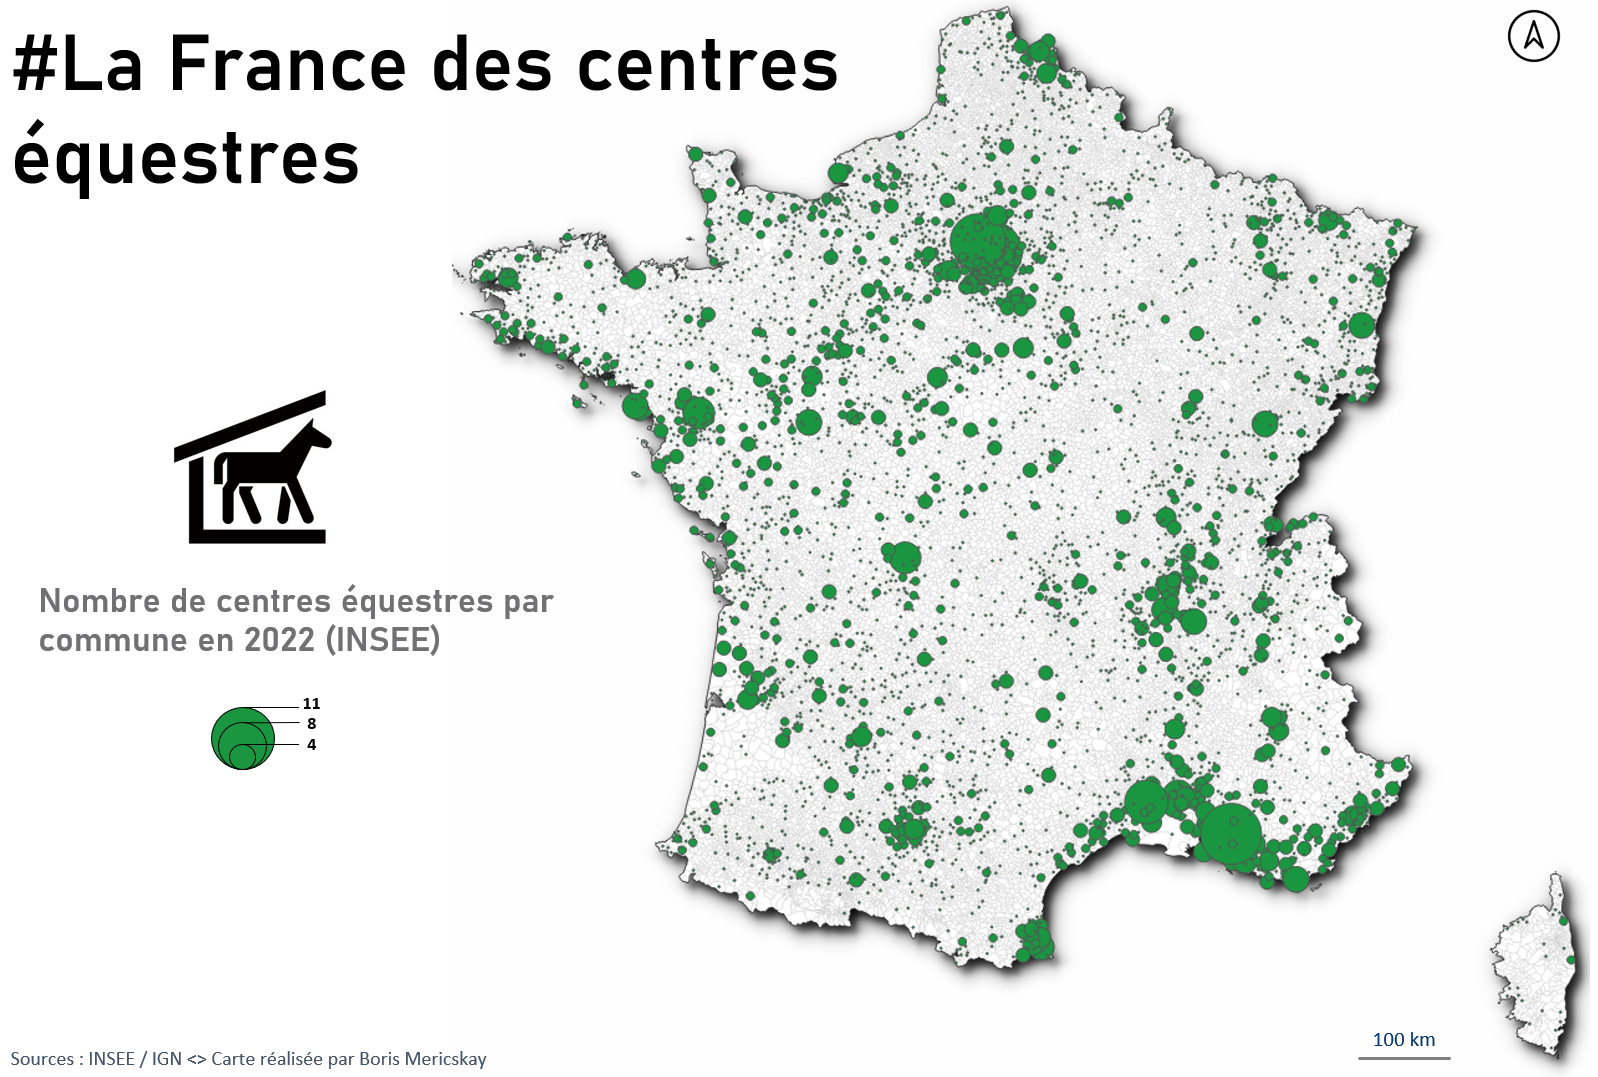 #La France des centres
équestres
Nombre de centres équestres par
commune en 2022 (INSEE)
11
8
4
100 km
Sources : INSEE / IGN <> Carte réalisée par Boris Mericskay